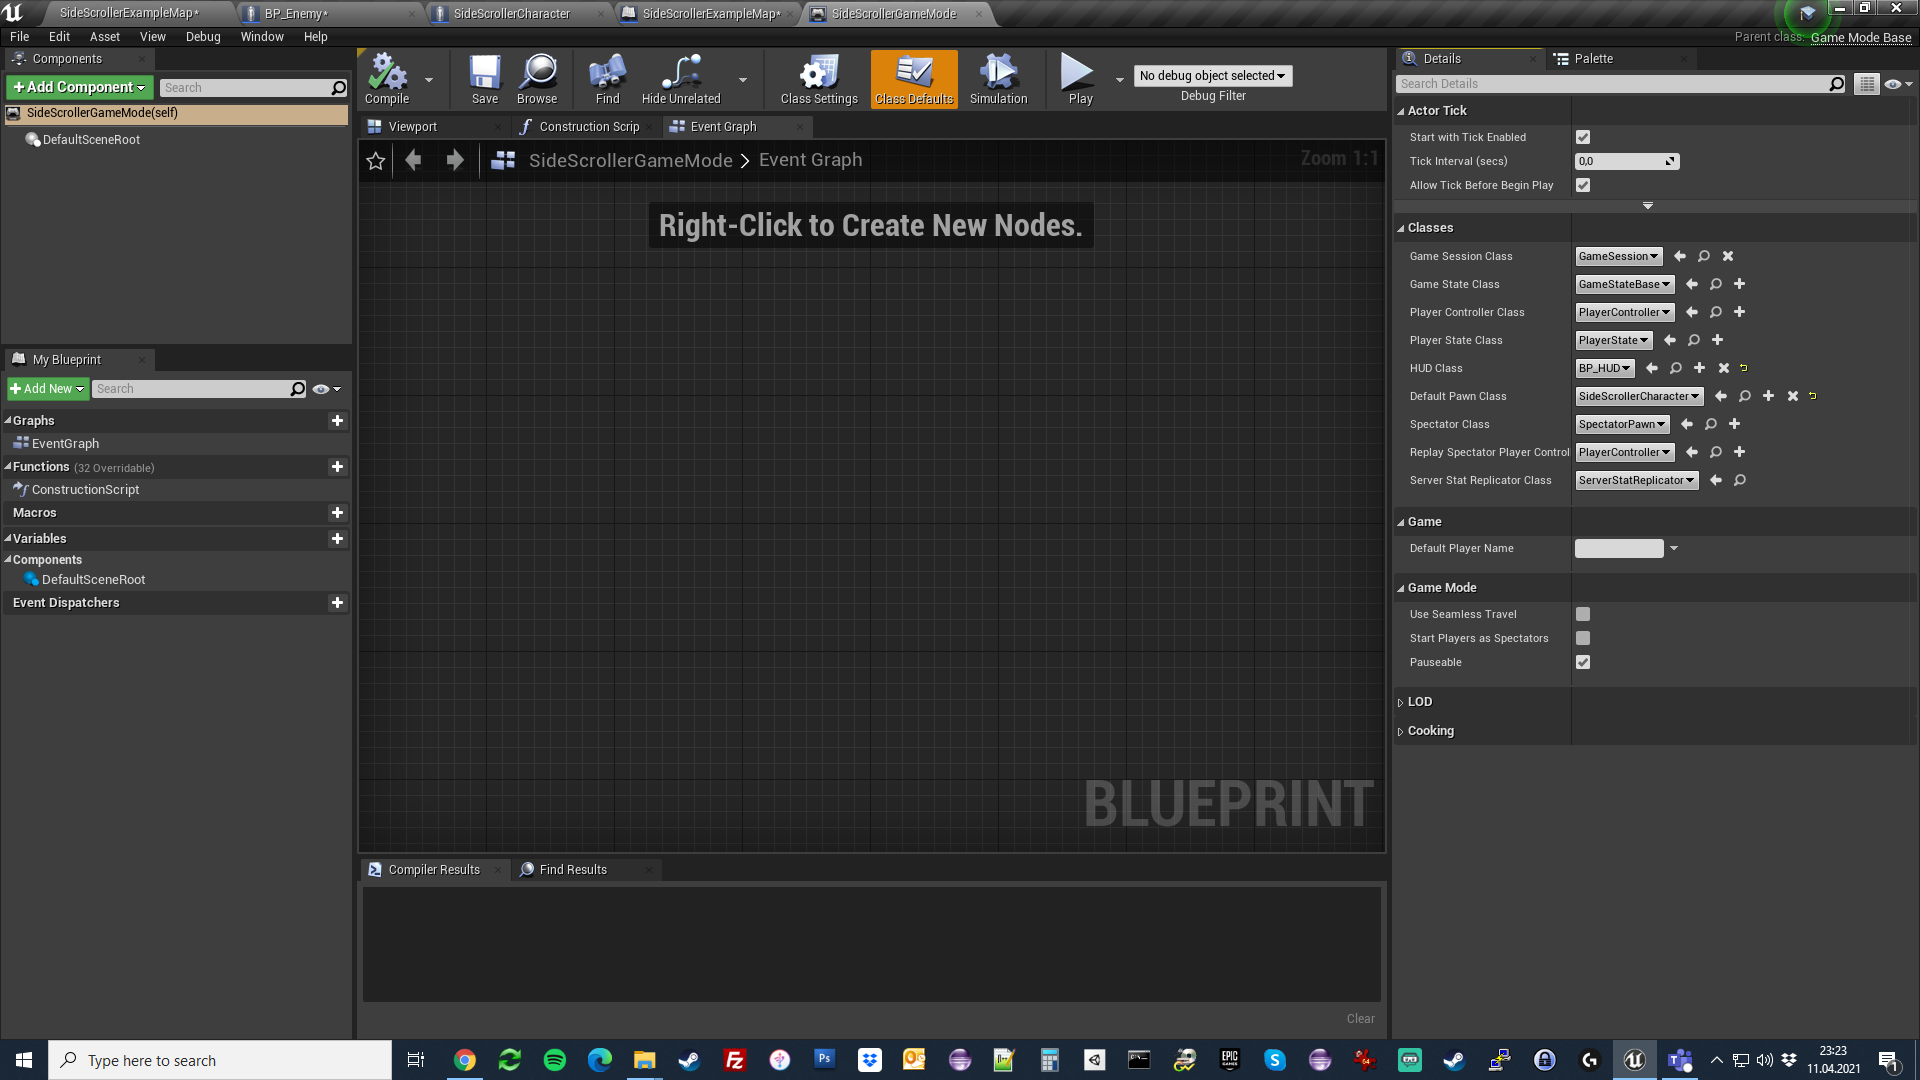 SideScrollerExampleMap*
BP_Enemy*
SideScrollerCharacter
SideScrollerExampleMap*
SideScrollerGameMode
File Edit Asset View Debug Window Help
Parent class: Game Mode Base
Components
+Add Component
Search
SideScrollerGameMode(self)
DefaultSceneRoot
My Blueprint
+Add New
Search
Graphs
EventGraph
Functions (32 Overridable)
ConstructionScript
Macros
Variables
Components
DefaultSceneRoot
Event Dispatchers
Compile
Save
Browse
Find
Hide Unrelated
Class Settings
Class Defaults
Simulation
Play
No debug object selected
Debug Filter
Viewport
Construction Scrip
Event Graph
SideScrollerGameMode > Event Graph
Zoom 1:1
Right-Click to Create New Nodes.
BLUEPRINT
Compiler Results
Find Results
Clear
Details
Palette
Search Details
Actor Tick
Start with Tick Enabled
Tick Interval (secs) 0,0
Allow Tick Before Begin Play
Classes
Game Session Class GameSession
Game State Class GameStateBase
Player Controller Class PlayerController
Player State Class PlayerState
HUD Class BP_HUD
Default Pawn Class SideScrollerCharacter
Spectator Class SpectatorPawn
Replay Spectator Player Control PlayerController
Server Stat Replicator Class ServerStatReplicator
Game
Default Player Name
Game Mode
Use Seamless Travel
Start Players as Spectators
Pauseable
LOD
Cooking
Type here to search
Ps
EPIC GAMES
64
23:23
11.04.2021
1